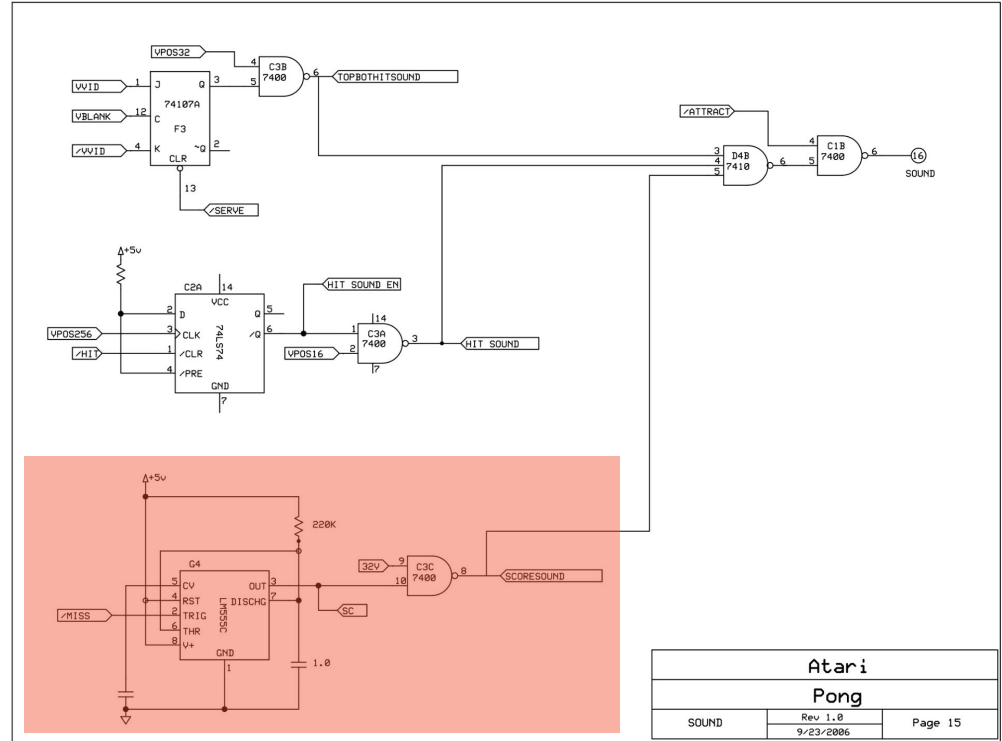 VPOS32
4
C3B
7400
5
6
TOPBOTHITSOUND
VVID
1
J
Q
3
74107A
VBLANK
12
C
F3
/VVID
4
K
~Q
2
CLR
13
/SERVE
/ATTRACT
4
C1B
7400
5
6
16
SOUND
3
4
5
D4B
7410
6
+5v
C2A
14
VCC
2
D
Q
5
HIT SOUND EN
VPOS256
3
CLK
/Q
6
74LS74
/HIT
1
/CLR
4
/PRE
GND
7
14
1
C3A
7400
VPOS16
2
3
HIT SOUND
7
+5v
220K
G4
5
CV
OUT
3
4
RST
DISCHG
7
/MISS
2
TRIG
LM555C
6
THR
8
V+
GND
1
1.0
32V
9
C3C
7400
10
8
SCORESOUND
SC
Atari
Pong
SOUND
Rev 1.0
9/23/2006
Page 15